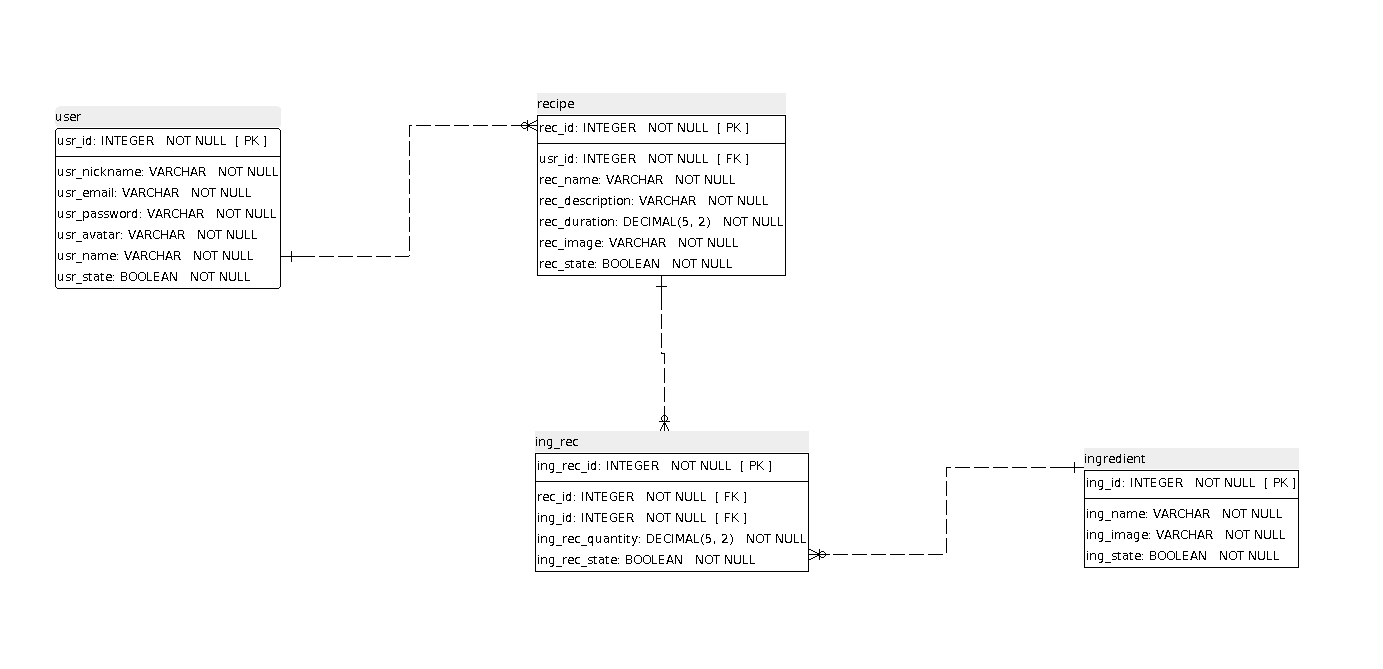 user
usr_id: INTEGER NOT NULL [ PK ]
usr_nickname: VARCHAR NOT NULL
usr_email: VARCHAR NOT NULL
usr_password: VARCHAR NOT NULL
usr_avatar: VARCHAR NOT NULL
usr_name: VARCHAR NOT NULL
usr_state: BOOLEAN NOT NULL
recipe
rec_id: INTEGER NOT NULL [ PK ]
usr_id: INTEGER NOT NULL [ FK ]
rec_name: VARCHAR NOT NULL
rec_description: VARCHAR NOT NULL
rec_duration: DECIMAL(5, 2) NOT NULL
rec_image: VARCHAR NOT NULL
rec_state: BOOLEAN NOT NULL
ing_rec
ing_rec_id: INTEGER NOT NULL [ PK ]
rec_id: INTEGER NOT NULL [ FK ]
ing_id: INTEGER NOT NULL [ FK ]
ing_rec_quantity: DECIMAL(5, 2) NOT NULL
ing_rec_state: BOOLEAN NOT NULL
ingredient
ing_id: INTEGER NOT NULL [ PK ]
ing_name: VARCHAR NOT NULL
ing_image: VARCHAR NOT NULL
ing_state: BOOLEAN NOT NULL